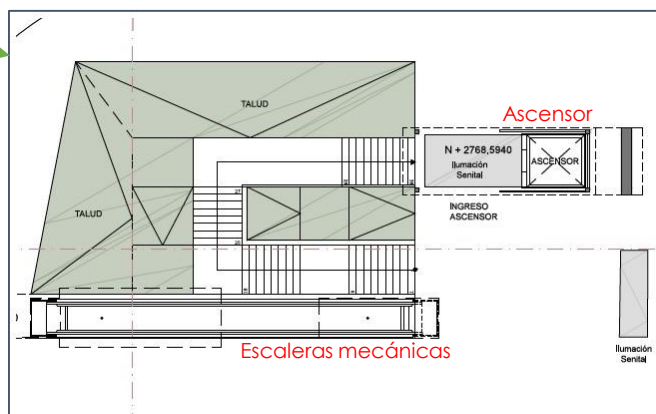 TALUD
Ascensor
N + 2768,5940
Ilumación
Senital
ASCENSOR
TALUD
INGRESO
ASCENSOR
Escaleras mecánicas
Ilumación
Senital